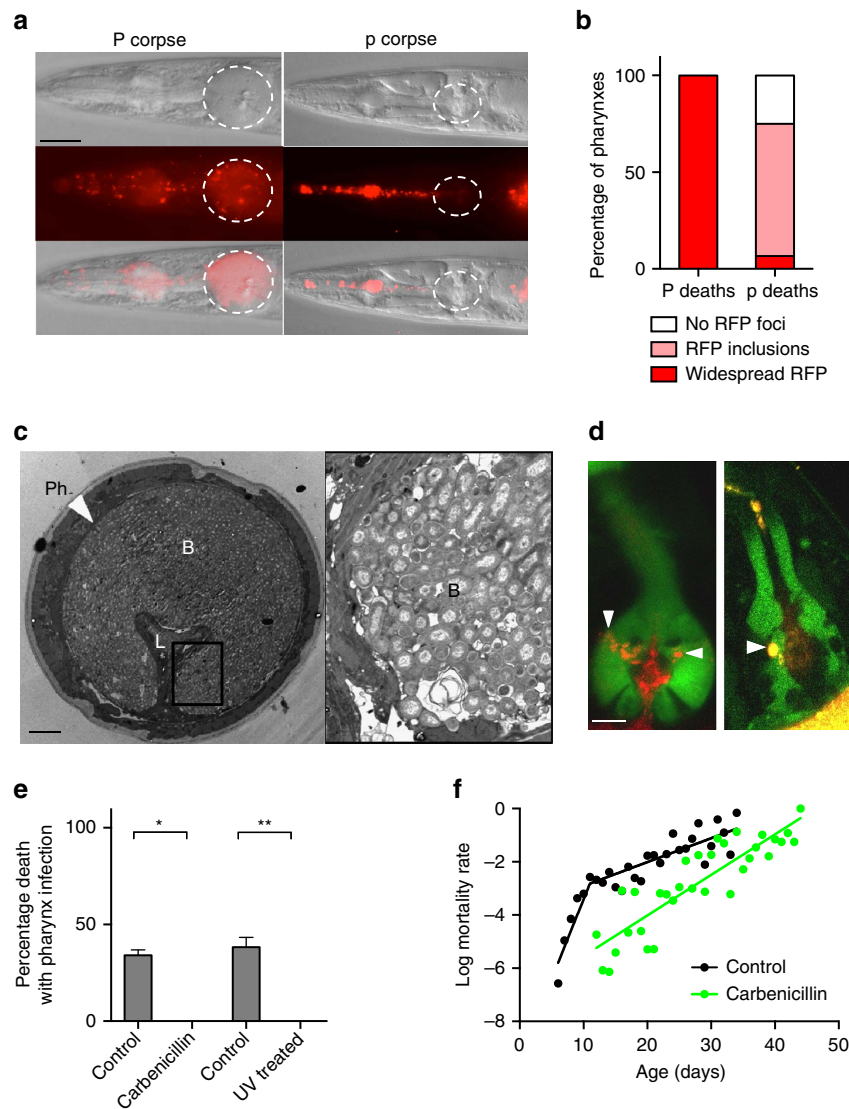 a
P corpse
p corpse
b
Percentage of pharynxes
100
50
0
P deaths
p deaths
No RFP foci
RFP inclusions
Widespread RFP
c
Ph
B
L
B
d
e
Percentage death
with pharynx infection
100
50
0
*
**
Control
Carbenicillin
Control
UV treated
f
Log mortality rate
0
–2
–4
–6
–8
0
10
20
30
40
50
Age (days)
Control
Carbenicillin